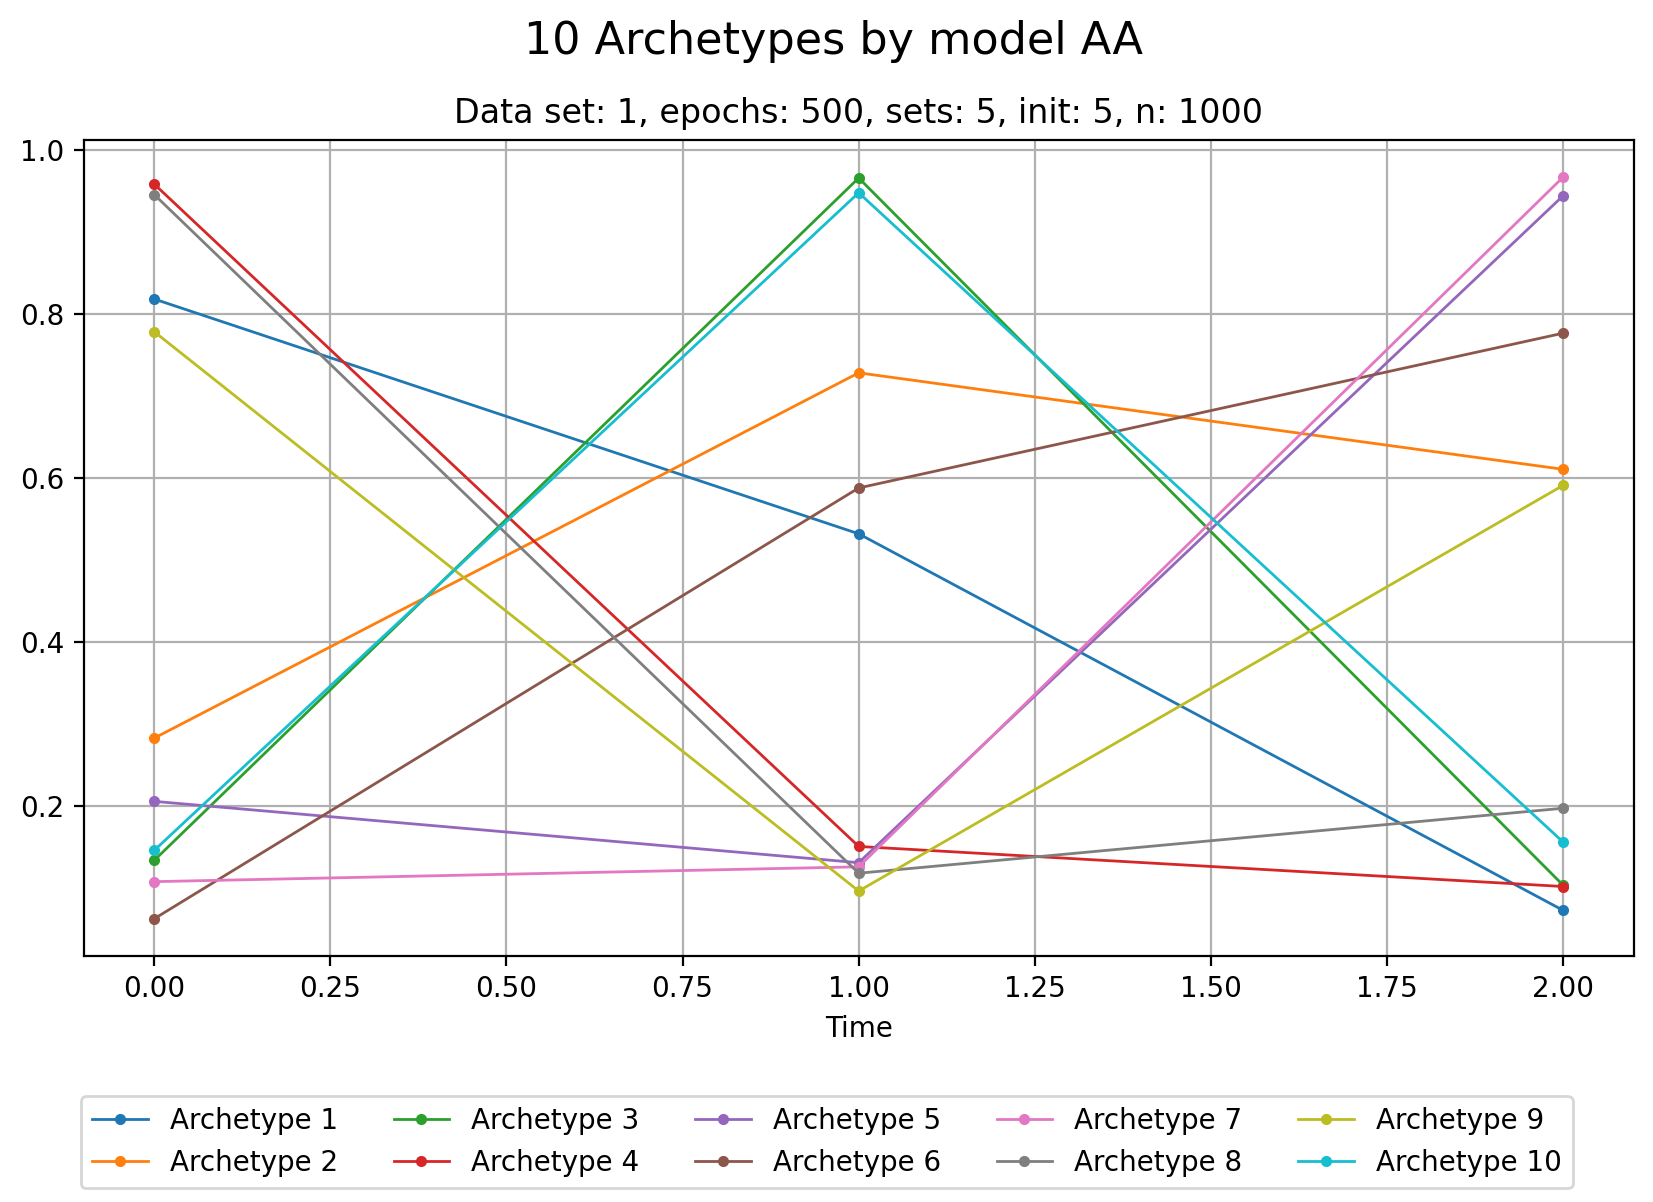 10 Archetypes by model AA
Data set: 1, epochs: 500, sets: 5, init: 5, n: 1000
1.0
0.8
0.6
0.4
0.2
0.00 0.25 0.50 0.75 1.00 1.25 1.50 1.75 2.00
Time
Archetype 1 Archetype 3 Archetype 5 Archetype 7 Archetype 9
Archetype 2 Archetype 4 Archetype 6 Archetype 8 Archetype 10